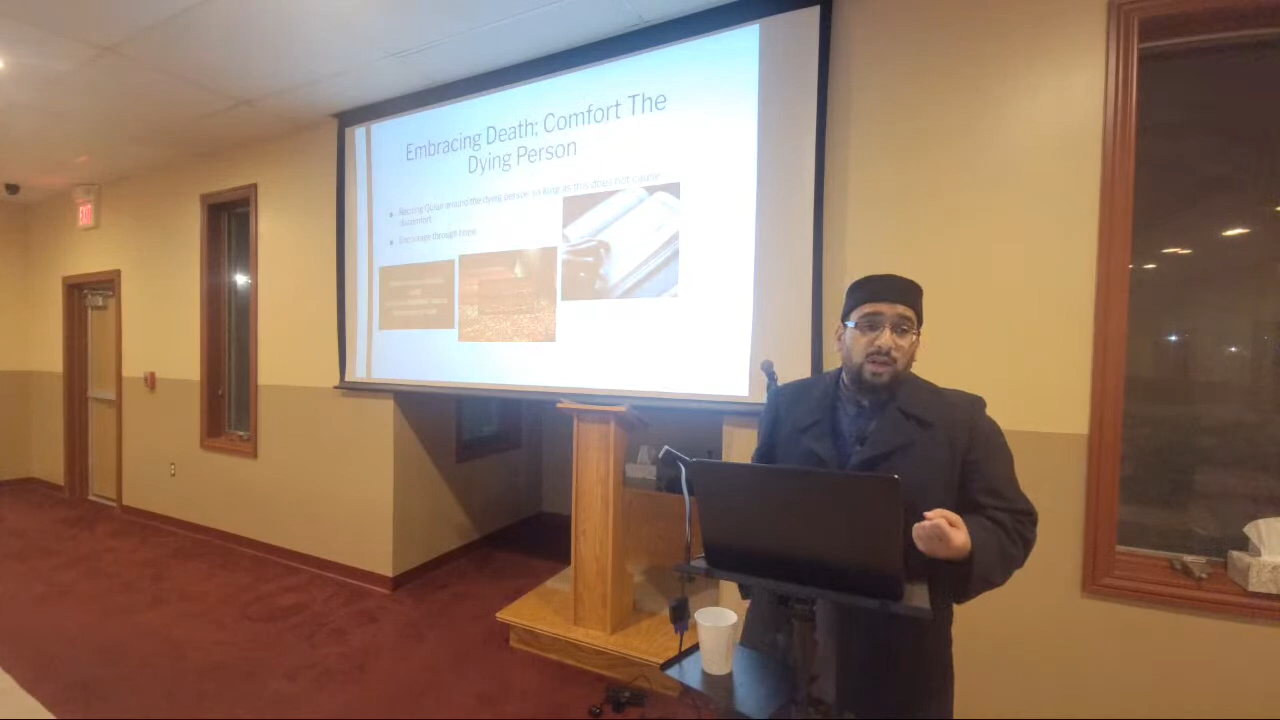 Embracing Death: Comfort The
Dying Person
Reciting Quran around the dying person so long as this does not cause
discomfort
Encourage through hope
EXIT